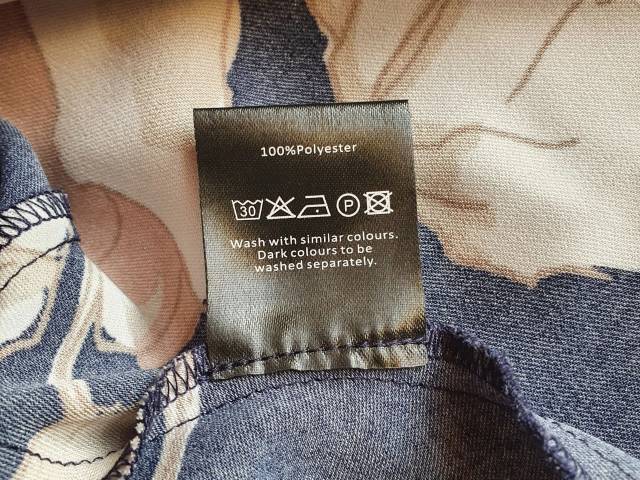 100%Polyester
30 P
Wash with similar colours.
Dark colours to be
washed separately.